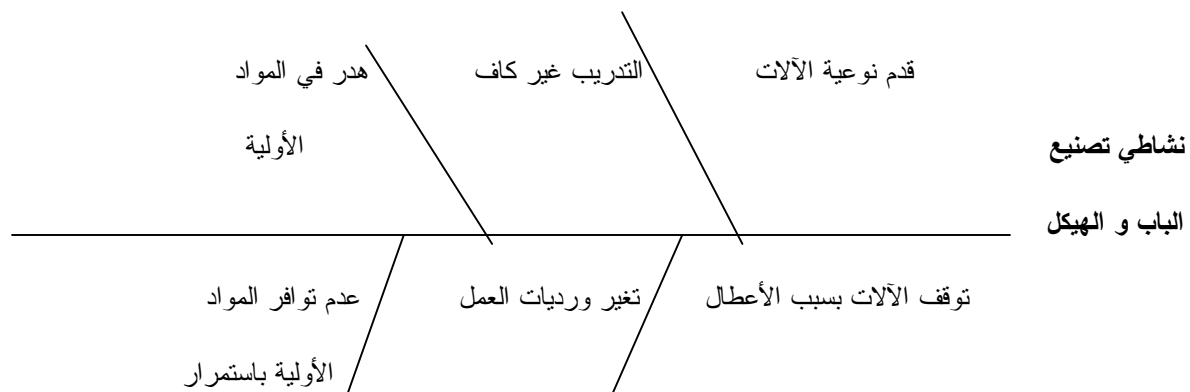 قدم نوعية الآلات
التدريب غير كاف
هدر في المواد
الأولية
نشاطي تصنيع
الباب و الهيكل
توقف الآلات بسبب الأعطال
تغير ورديات العمل
عدم توافر المواد
الأولية باستمرار